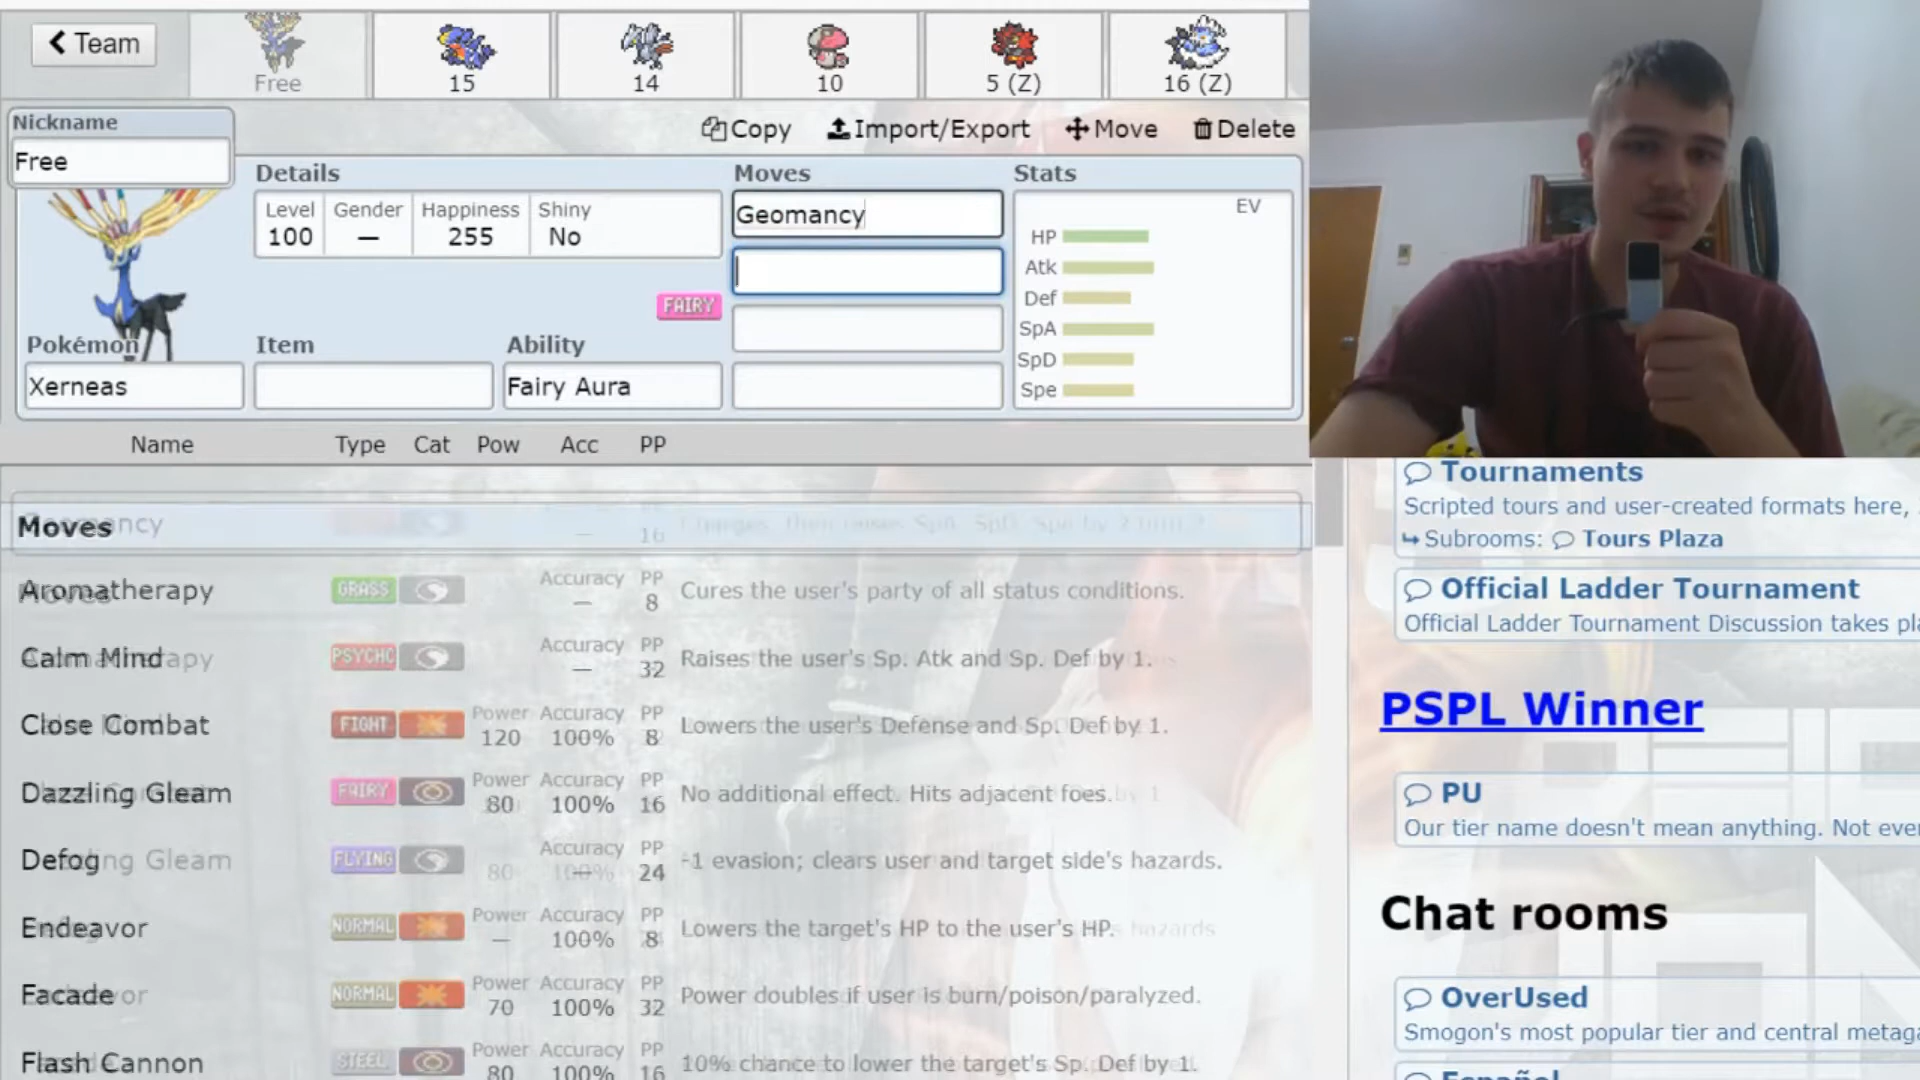 Team
Free
15
14
10
5 (Z)
16 (Z)
Nickname
Free
Copy
Import/Export
Move
Delete
Details
Moves
Stats
Level
Gender
Happiness
Shiny
100
—
255
No
FAIRY
Geomancy
EV
HP
Atk
Def
SpA
SpD
Spe
Pokémon
Item
Ability
Xerneas
Fairy Aura
Name Type Cat Pow Acc PP
Moves
Geomancy
16
Aromatherapy GRASS Accuracy — PP 8 Cures the user's party of all status conditions.
Calm Mind PSYCHC Accuracy — PP 32 Raises the user's Sp. Atk and Sp. Def by 1.
Close Combat FIGHT Power 120 Accuracy 100% PP 8 Lowers the user's Defense and Sp. Def by 1.
Dazzling Gleam FAIRY Power 80 Accuracy 100% PP 16 No additional effect. Hits adjacent foes.
Defog FLYING Accuracy — PP 24 -1 evasion; clears user and target side's hazards.
Endeavor NORMAL Power — Accuracy 100% PP 8 Lowers the target's HP to the user's HP.
Facade NORMAL Power 70 Accuracy 100% PP 32 Power doubles if user is burn/poison/paralyzed.
Flash Cannon STEEL Power 80 Accuracy 100% PP 16 10% chance to lower the target's Sp. Def by 1.
Tournaments
Scripted tours and user-created formats here,
↳ Subrooms: Tours Plaza
Official Ladder Tournament
Official Ladder Tournament Discussion takes pla
PSPL Winner
PU
Our tier name doesn't mean anything. Not ever
Chat rooms
OverUsed
Smogon's most popular tier and central metaga
Español